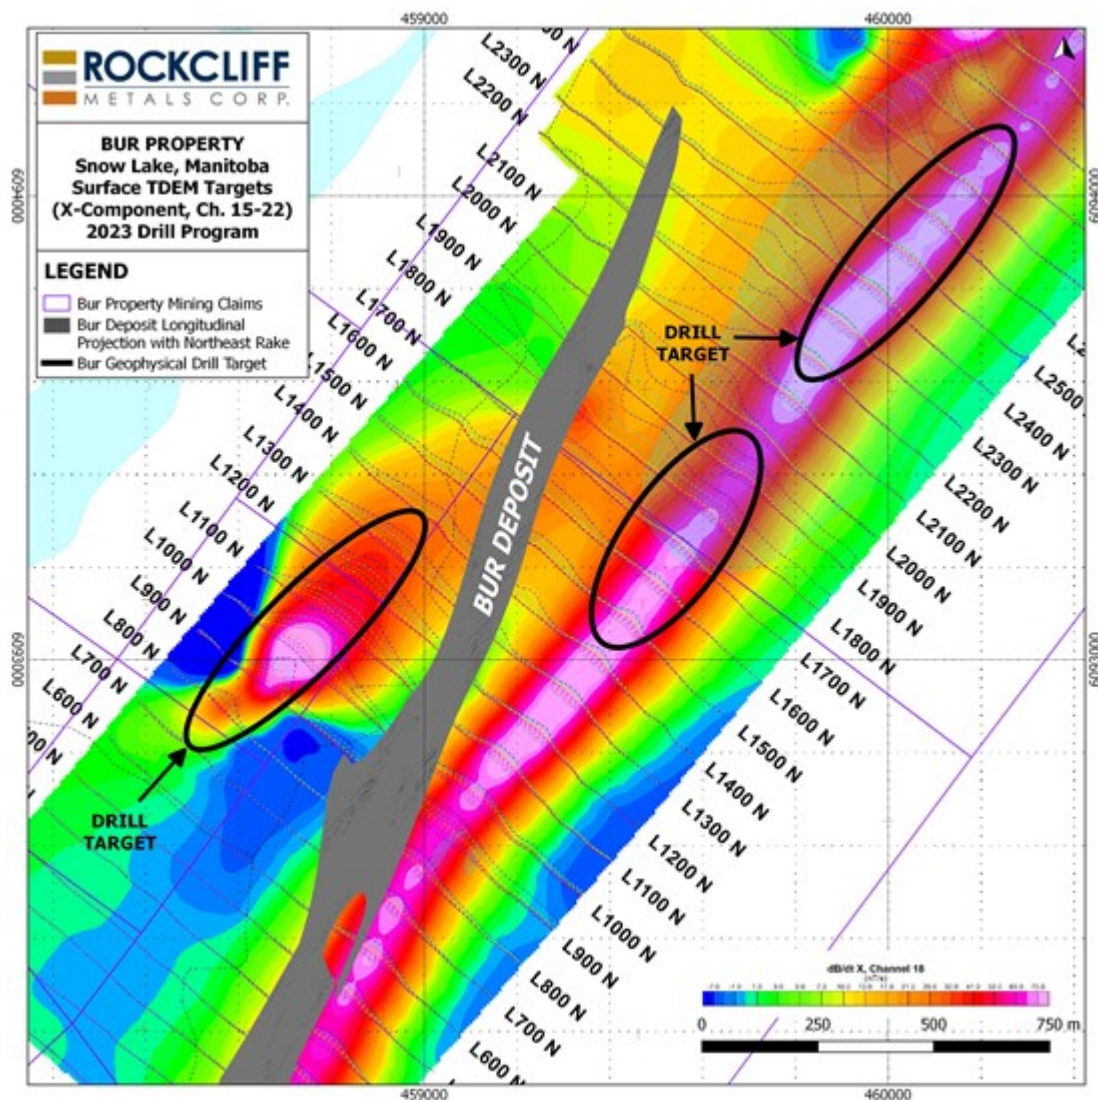 459000
460000
ROCKCLIFF
METALS CORP.
BUR PROPERTY
Snow Lake, Manitoba
Surface TDEM Targets
(X-Component, Ch. 15-22)
2023 Drill Program
LEGEND
Bur Property Mining Claims
Bur Deposit Longitudinal
Projection with Northeast Rake
Bur Geophysical Drill Target
L2300 N
L2200 N
L2100 N
L2000 N
L1900 N
L1800 N
L1700 N
L1600 N
L1500 N
L1400 N
L1300 N
L1200 N
L1100 N
L1000 N
L900 N
L800 N
L700 N
L600 N
6094000
6094000
6093000
6093000
DRILL
TARGET
BUR DEPOSIT
DRILL
TARGET
L2500
L2400 N
L2300 N
L2200 N
L2100 N
L2000 N
L1900 N
L1800 N
L1700 N
L1600 N
L1500 N
L1400 N
L1300 N
L1200 N
L1100 N
L1000 N
L900 N
L800 N
L700 N
L600 N
dB/dt X, Channel 18
0 250 500 750 m
459000
460000